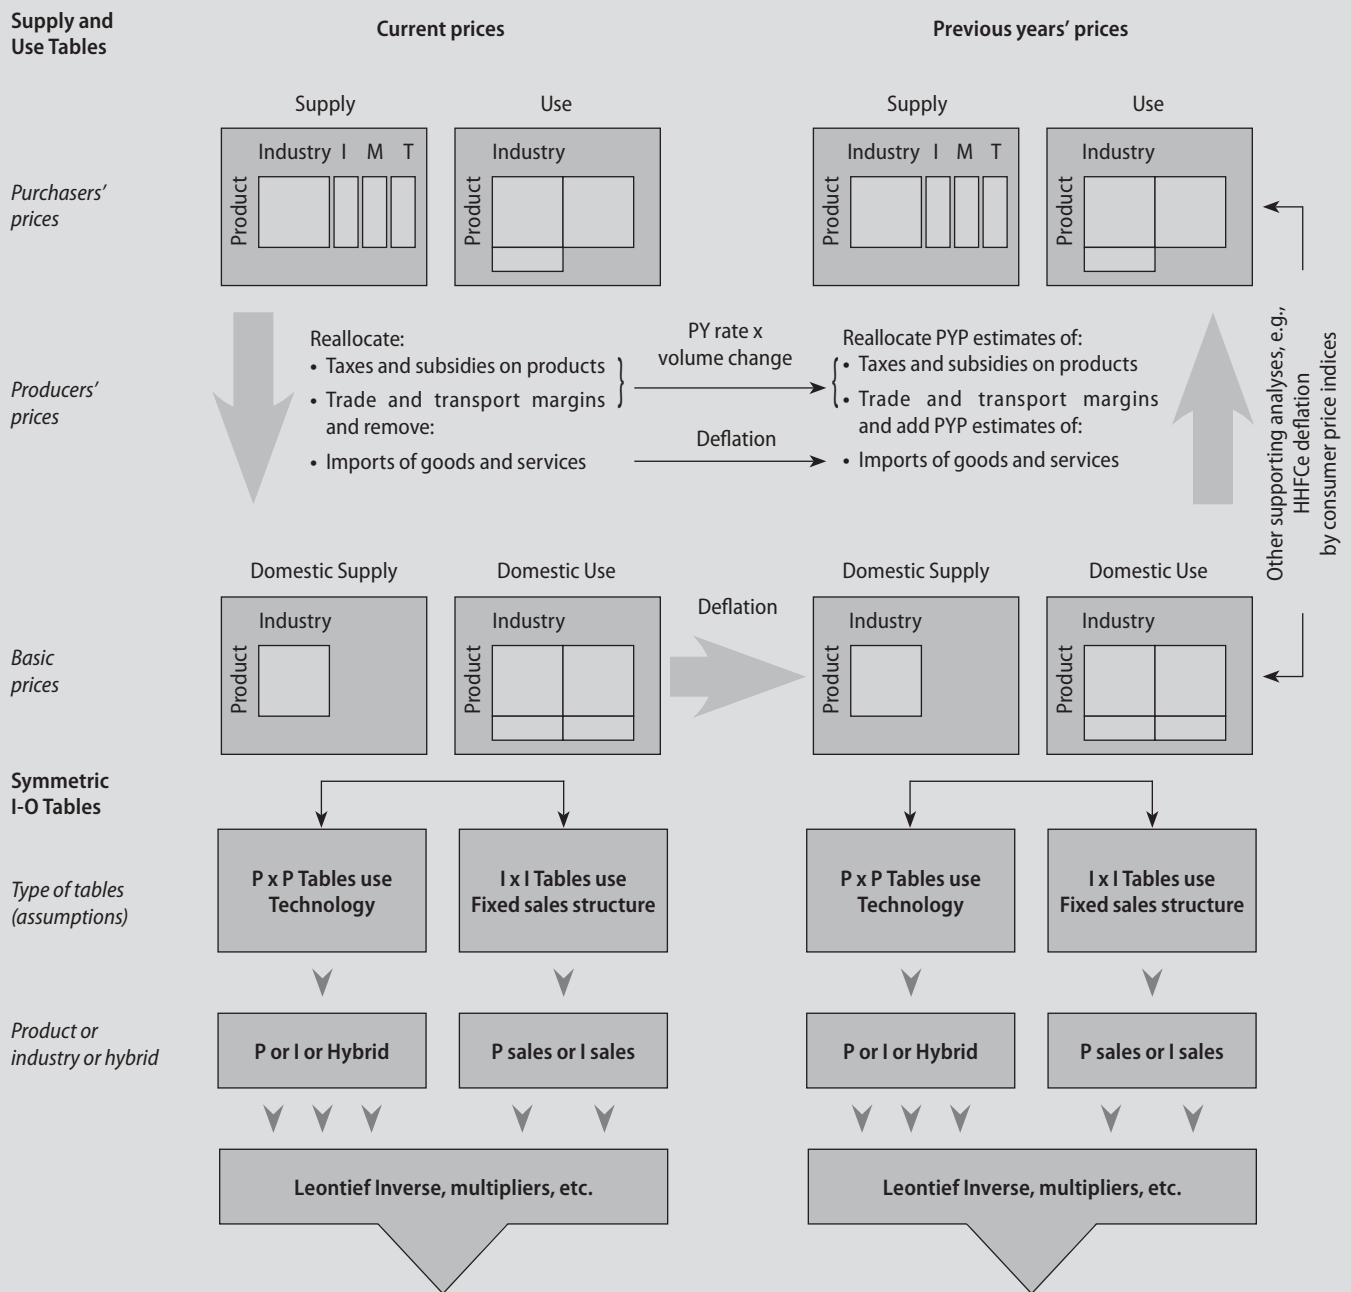 Supply and
Use Tables
Current prices
Previous years’ prices
Supply
Use
Supply
Use
Industry I M T
Industry
Industry I M T
Industry
Product
Product
Product
Product
Purchasers’
prices
Producers’
prices
Reallocate:
• Taxes and subsidies on products
• Trade and transport margins
and remove:
• Imports of goods and services
PY rate x
volume change
Deflation
Reallocate PYP estimates of:
• Taxes and subsidies on products
• Trade and transport margins
and add PYP estimates of:
• Imports of goods and services
Other supporting analyses, e.g.,
HHFCe deflation
by consumer price indices
Domestic Supply
Domestic Use
Deflation
Domestic Supply
Domestic Use
Industry
Industry
Industry
Industry
Product
Product
Product
Product
Basic
prices
Symmetric
I-O Tables
Type of tables
(assumptions)
P x P Tables use
Technology
I x I Tables use
Fixed sales structure
P x P Tables use
Technology
I x I Tables use
Fixed sales structure
Product or
industry or hybrid
P or I or Hybrid
P sales or I sales
P or I or Hybrid
P sales or I sales
Leontief Inverse, multipliers, etc.
Leontief Inverse, multipliers, etc.